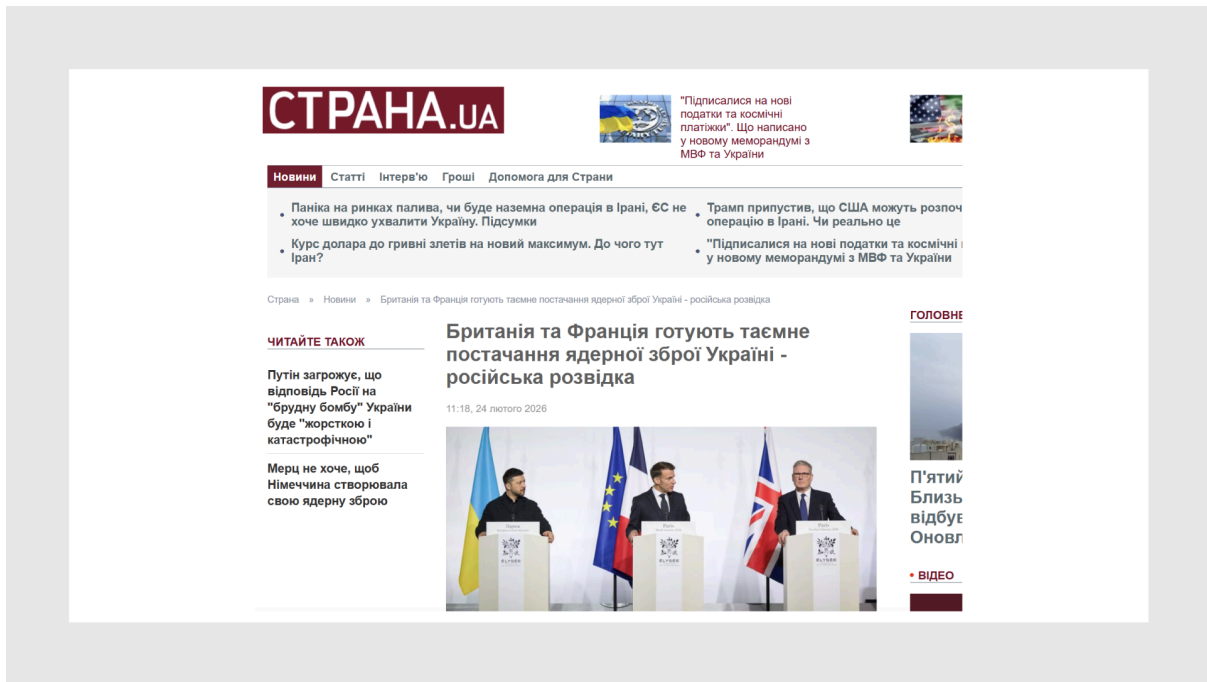 СТРАНА.UA
"Підписалися на нові
податки та космічні
платіжки". Що написано
у новому меморандумі з
МВФ та України
Новини Статті Інтерв'ю Гроші Допомога для Страни
Паніка на ринках палива, чи буде наземна операція в Ірані, ЄС не
хоче швидко ухвалити Україну. Підсумки
Курс долара до гривні злетів на новий максимум. До чого тут
Іран?
Трамп припустив, що США можуть розпоч
операцію в Ірані. Чи реально це
"Підписалися на нові податки та космічні
у новому меморандумі з МВФ та України
Страна » Новини » Британія та Франція готують таємне постачання ядерної зброї Україні - російська розвідка
ЧИТАЙТЕ ТАКОЖ
Путін загрожує, що
відповідь Росії на
"брудну бомбу" України
буде "жорсткою і
катастрофічною"
Мерц не хоче, щоб
Німеччина створювала
свою ядерну зброю
Британія та Франція готують таємне
постачання ядерної зброї Україні -
російська розвідка
11:18, 24 лютого 2026
Paris
ELYSEE
Paris
ELYSEE
ELYSEE
ГОЛОВНЕ
П'ятий
Близь
відбув
Оновл
ВІДЕО